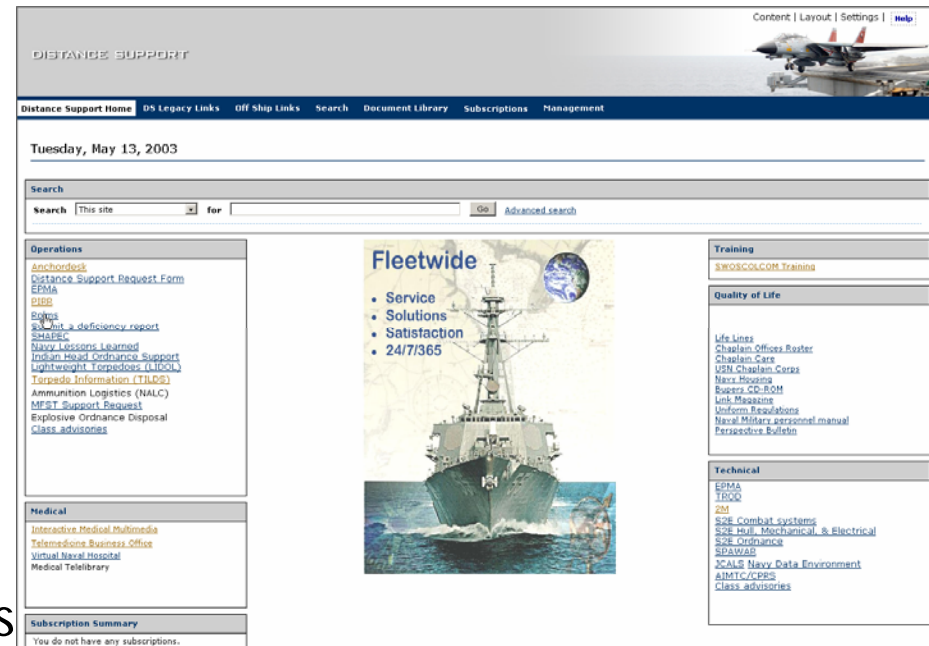 Content | Layout | Settings | Help
DISTANCE SUPPORT
Distance Support Home DS Legacy Links Off Ship Links Search Document Library Subscriptions Management
Tuesday, May 13, 2003
Search
Search This site for Go Advanced search
Operations
Anchordesk
Distance Support Request Form
EPMA
PIRR
Submit a deficiency report
SHAPEC
Navy Lessons Learned
Indian Head Ordnance Support
Lightweight Torpedoes (LIDOL)
Torpedo Information (TILDS)
Ammunition Logistics (NALC)
MFST Support Request
Explosive Ordnance Disposal
Class advisories
Medical
Interactive Medical Multimedia
Telemedicine Business Office
Virtual Naval Hospital
Medical Telelibrary
Subscription Summary
You do not have any subscriptions.
s
Fleetwide
• Service
• Solutions
• Satisfaction
• 24/7/365
Training
SWOSCOLCOM Training
Quality of Life
Life Lines
Chaplain Offices Roster
Chaplain Care
USN Chaplain Corps
Navy Housing
Bupers CD-ROM
Link Magazine
Uniform Regulations
Naval Military personnel manual
Perspective Bulletin
Technical
EPMA
TROD
2M
S2E Combat systems
S2E Hull, Mechanical, & Electrical
S2E Ordnance
SPAWAR
JCALS Navy Data Environment
AIMTC/CPRS
Class advisories